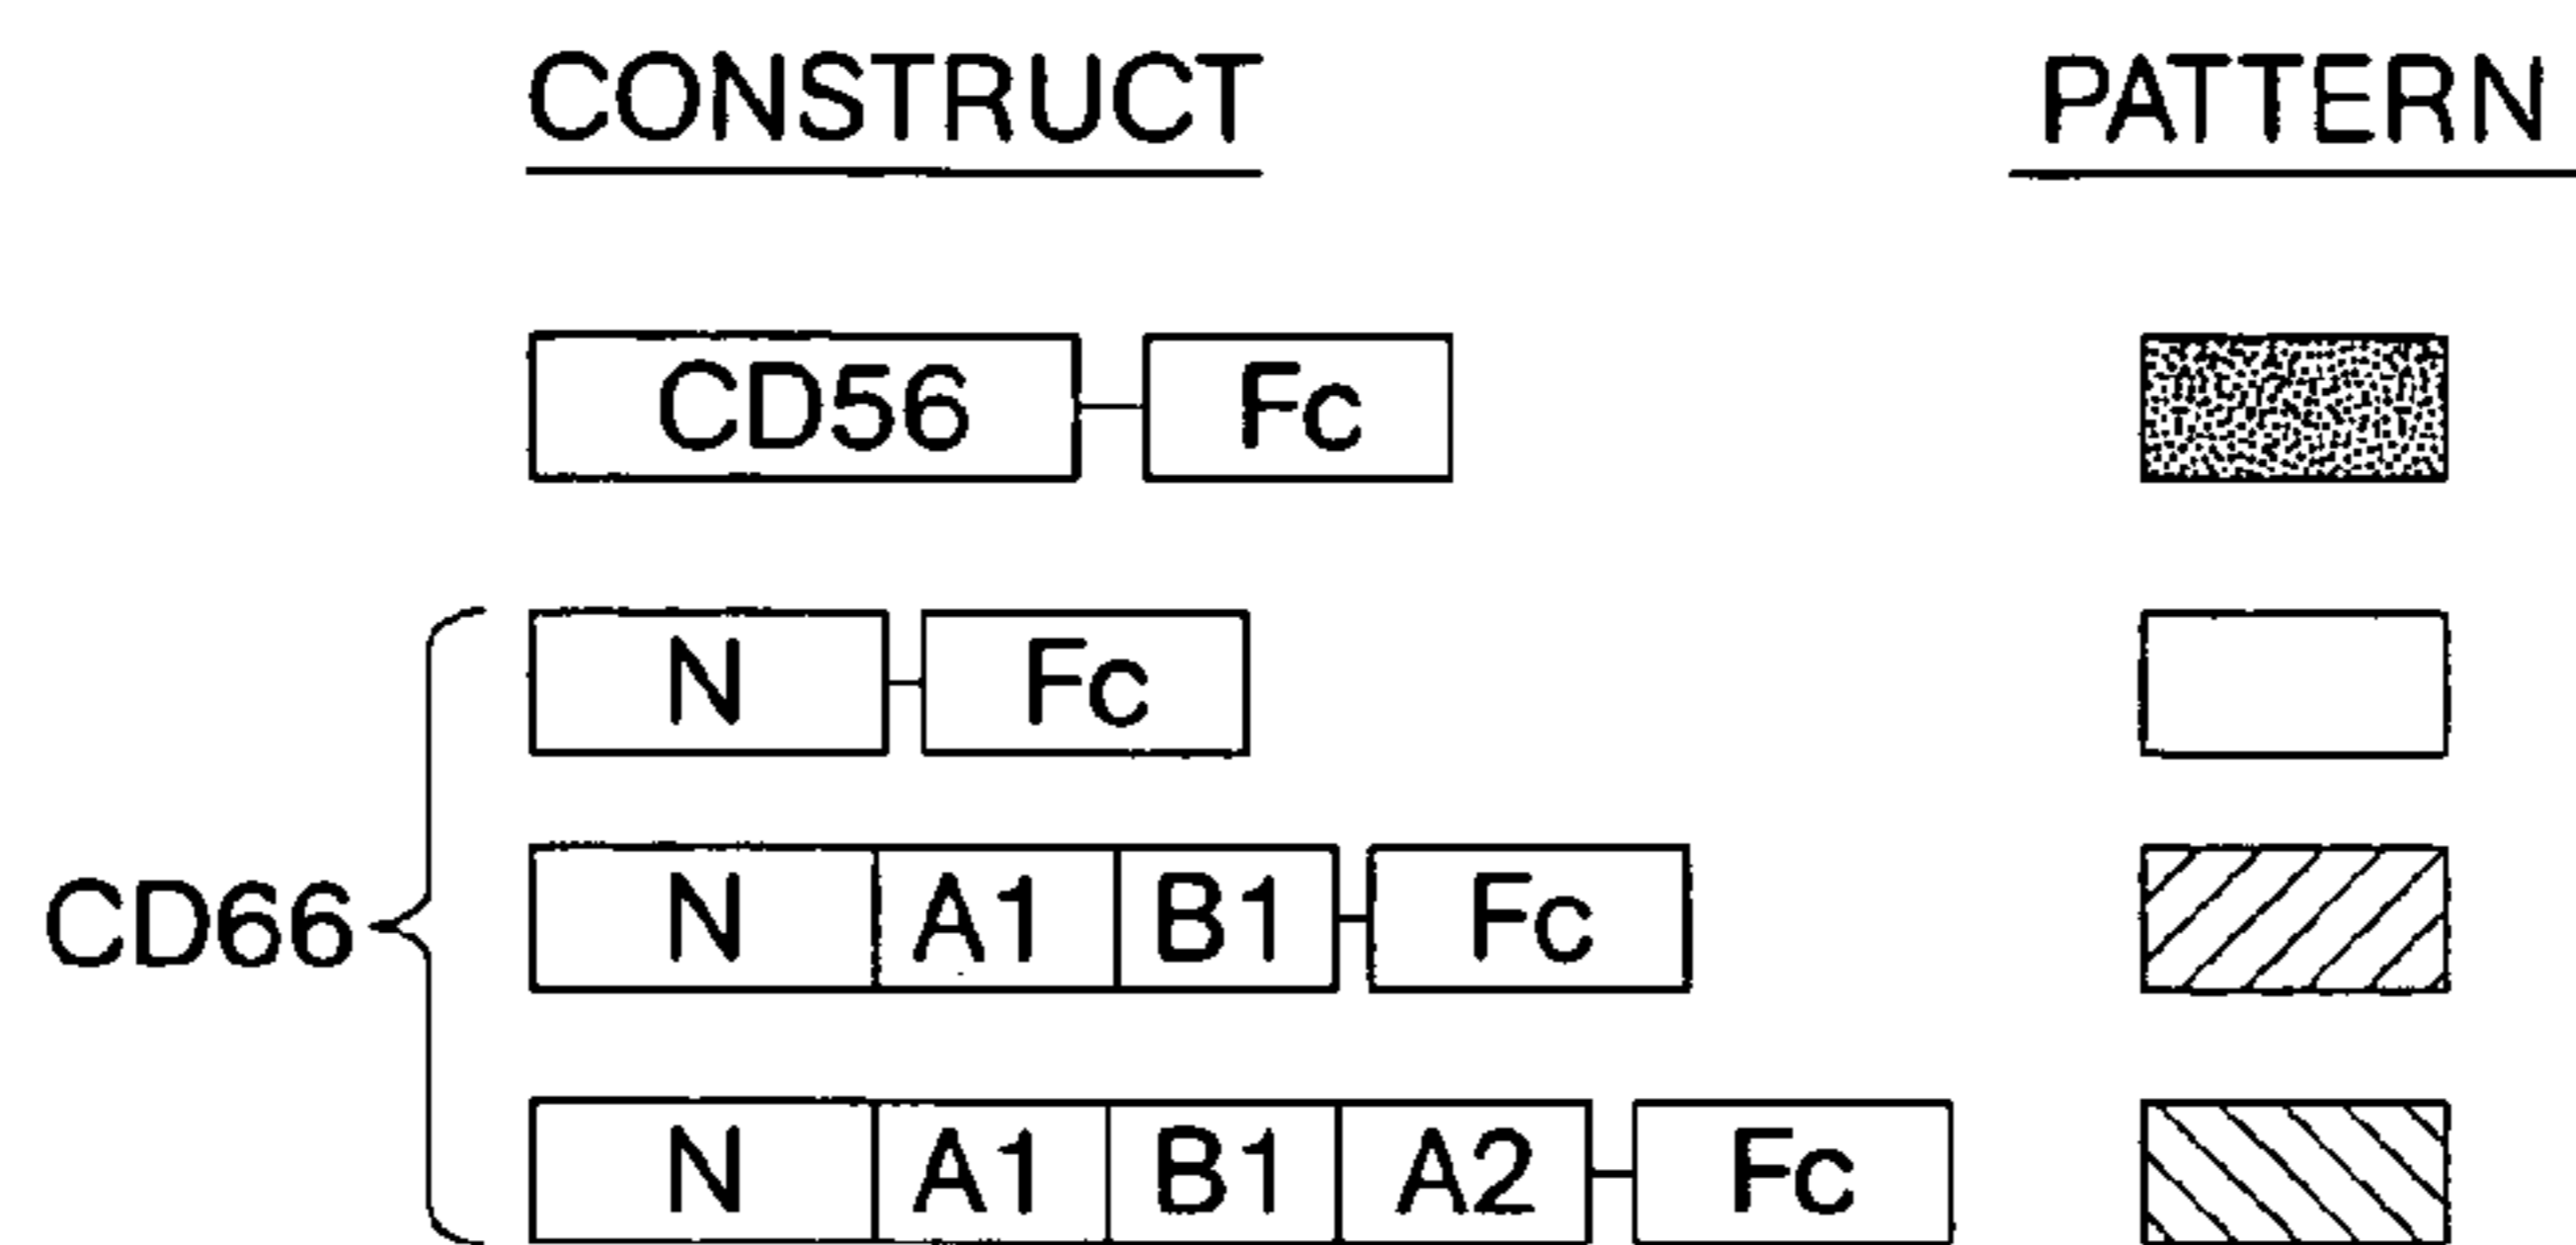 CONSTRUCT PATTERN
CD56 Fc
N Fc
CD66 N A1 B1 Fc
N A1 B1 A2 Fc